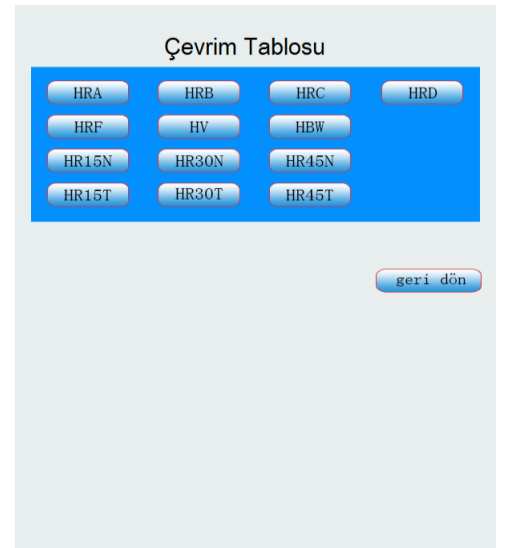 Çevrim Tablosu
HRA HRB HRC HRD
HRF HV HBW
HR15N HR30N HR45N
HR15T HR30T HR45T
geri dön